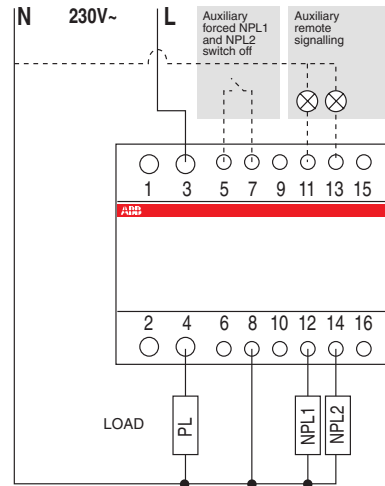 N 230V~ L
Auxiliary
forced NPL1
and NPL2
switch off
Auxiliary
remote
signalling
1 3 5 7 9 11 13 15
ABB
2 4 6 8 10 12 14 16
LOAD
PL
NPL1
NPL2